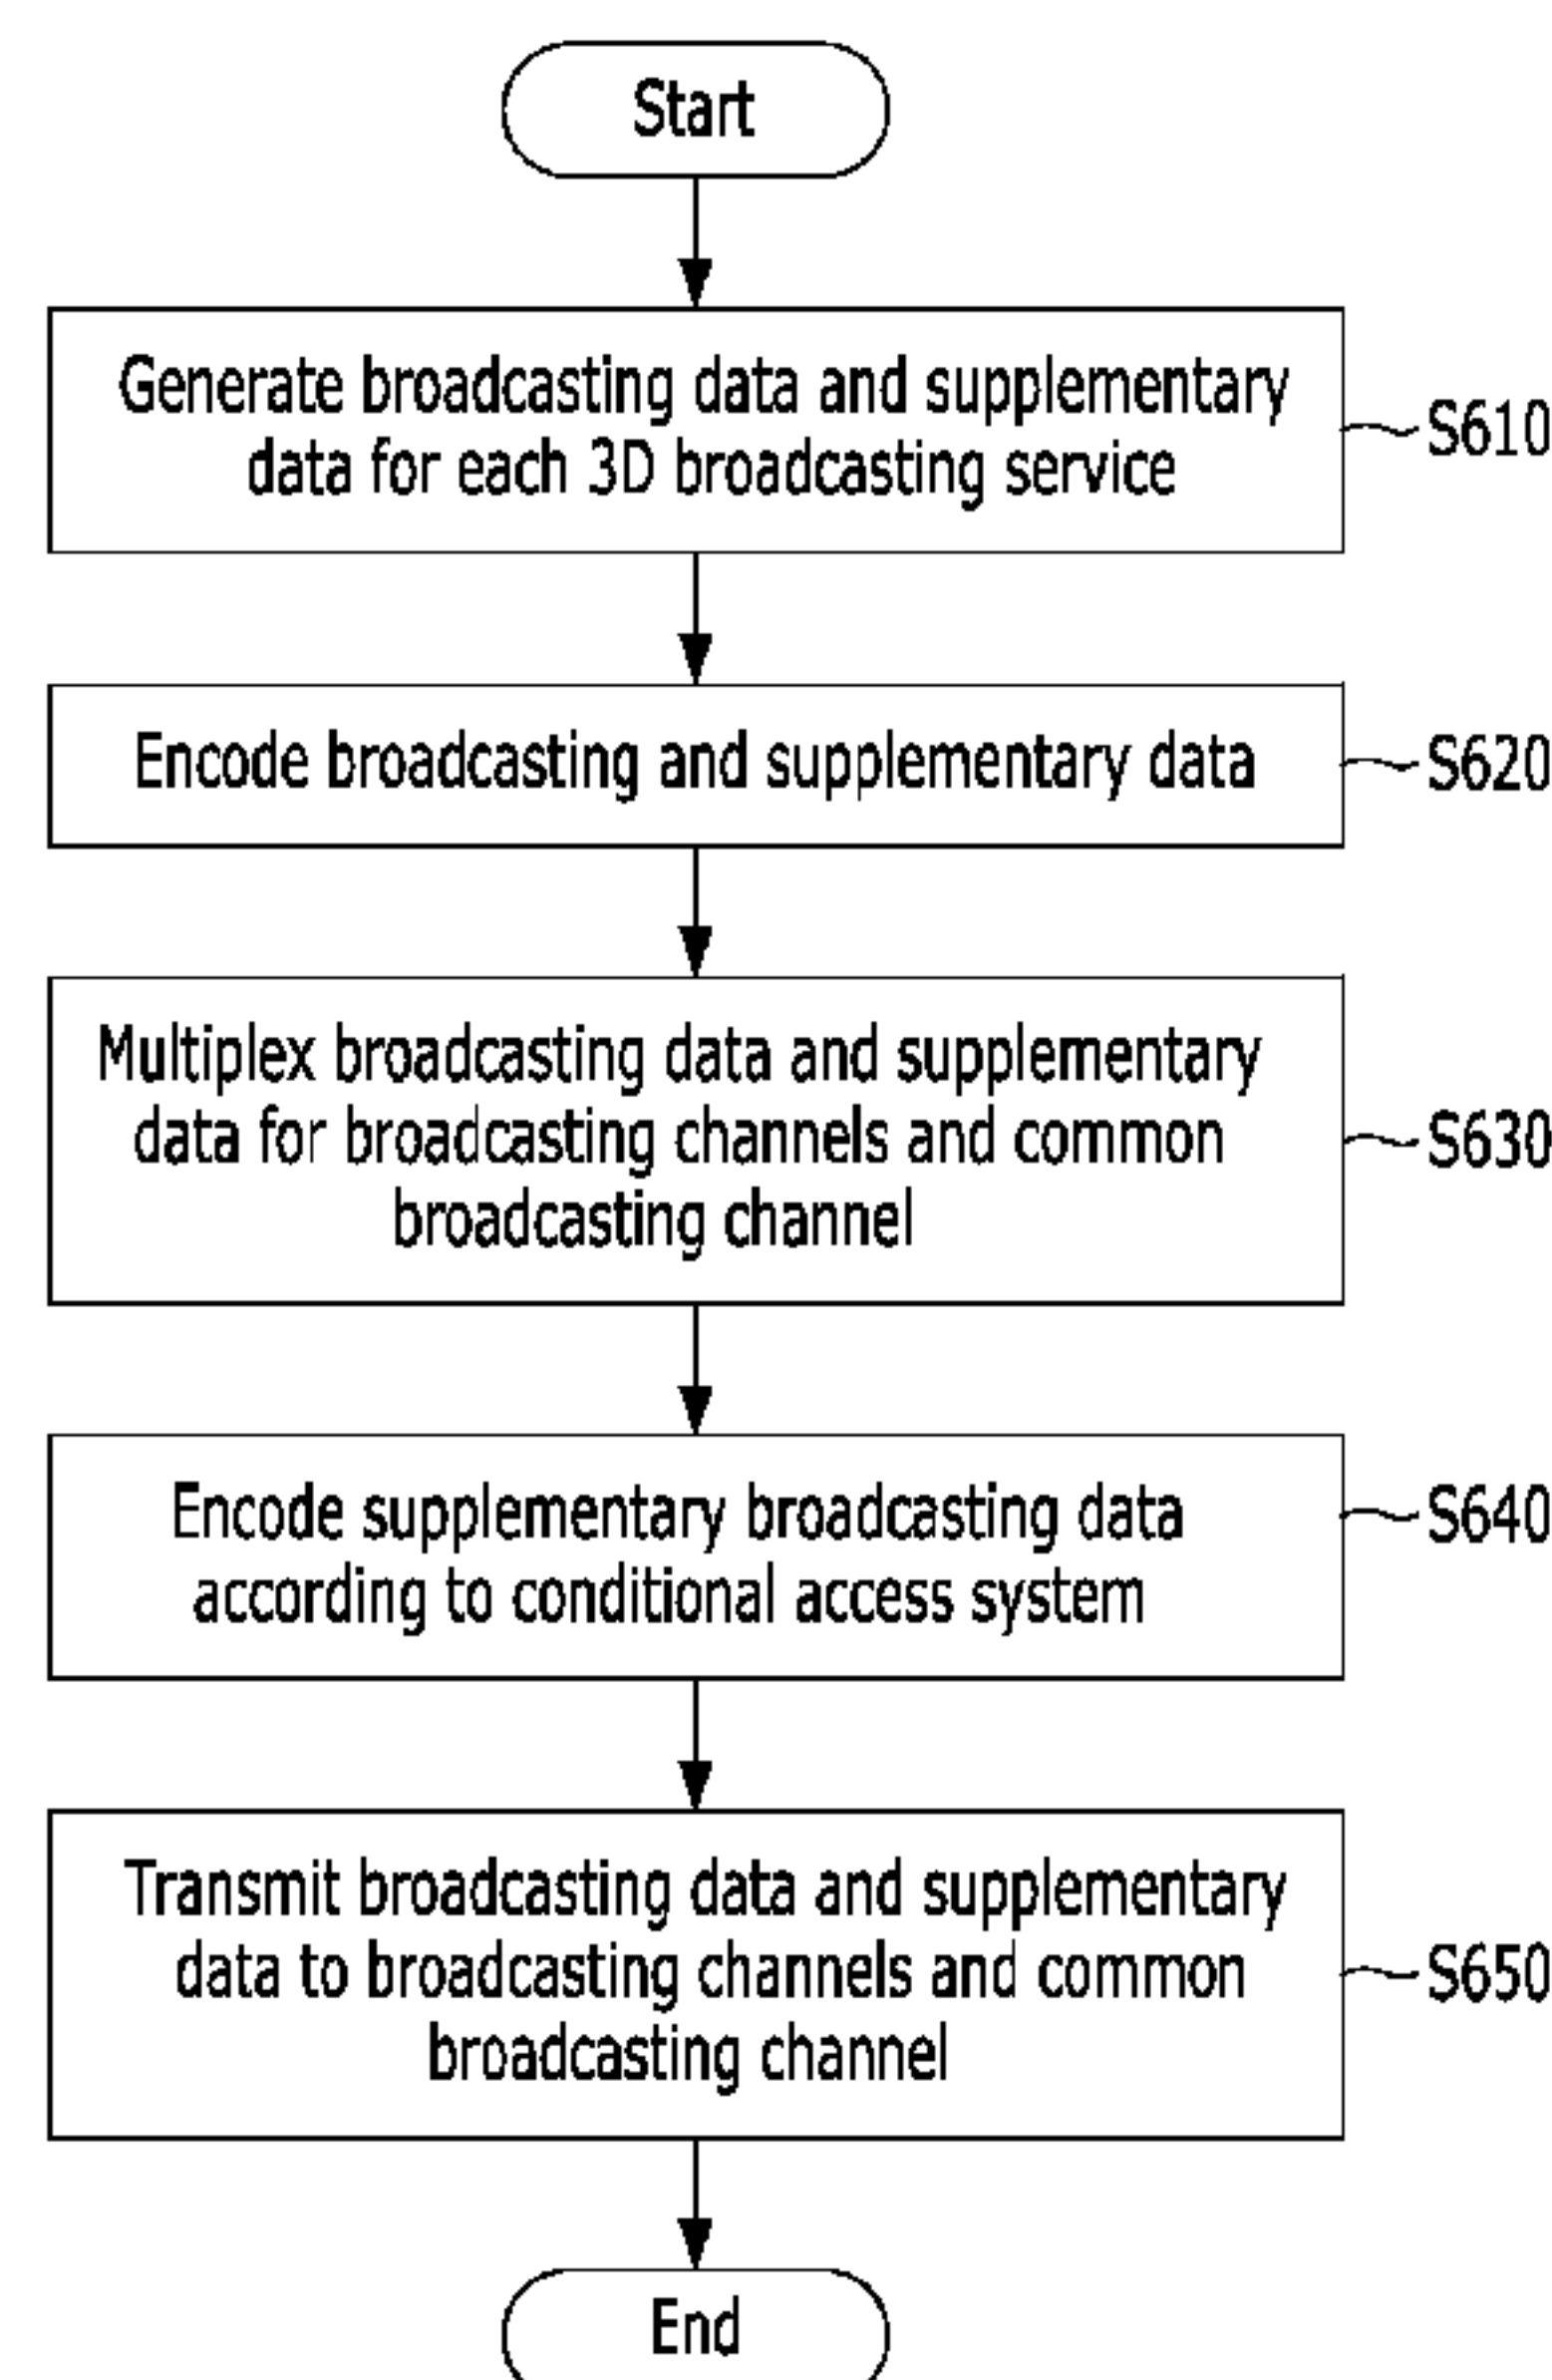 Start
Generate broadcasting data and supplementary
data for each 3D broadcasting service
S610
Encode broadcasting and supplementary data
S620
Multiplex broadcasting data and supplementary
data for broadcasting channels and common
broadcasting channel
S630
Encode supplementary broadcasting data
according to conditional access system
S640
Transmit broadcasting data and supplementary
data to broadcasting channels and common
broadcasting channel
S650
End